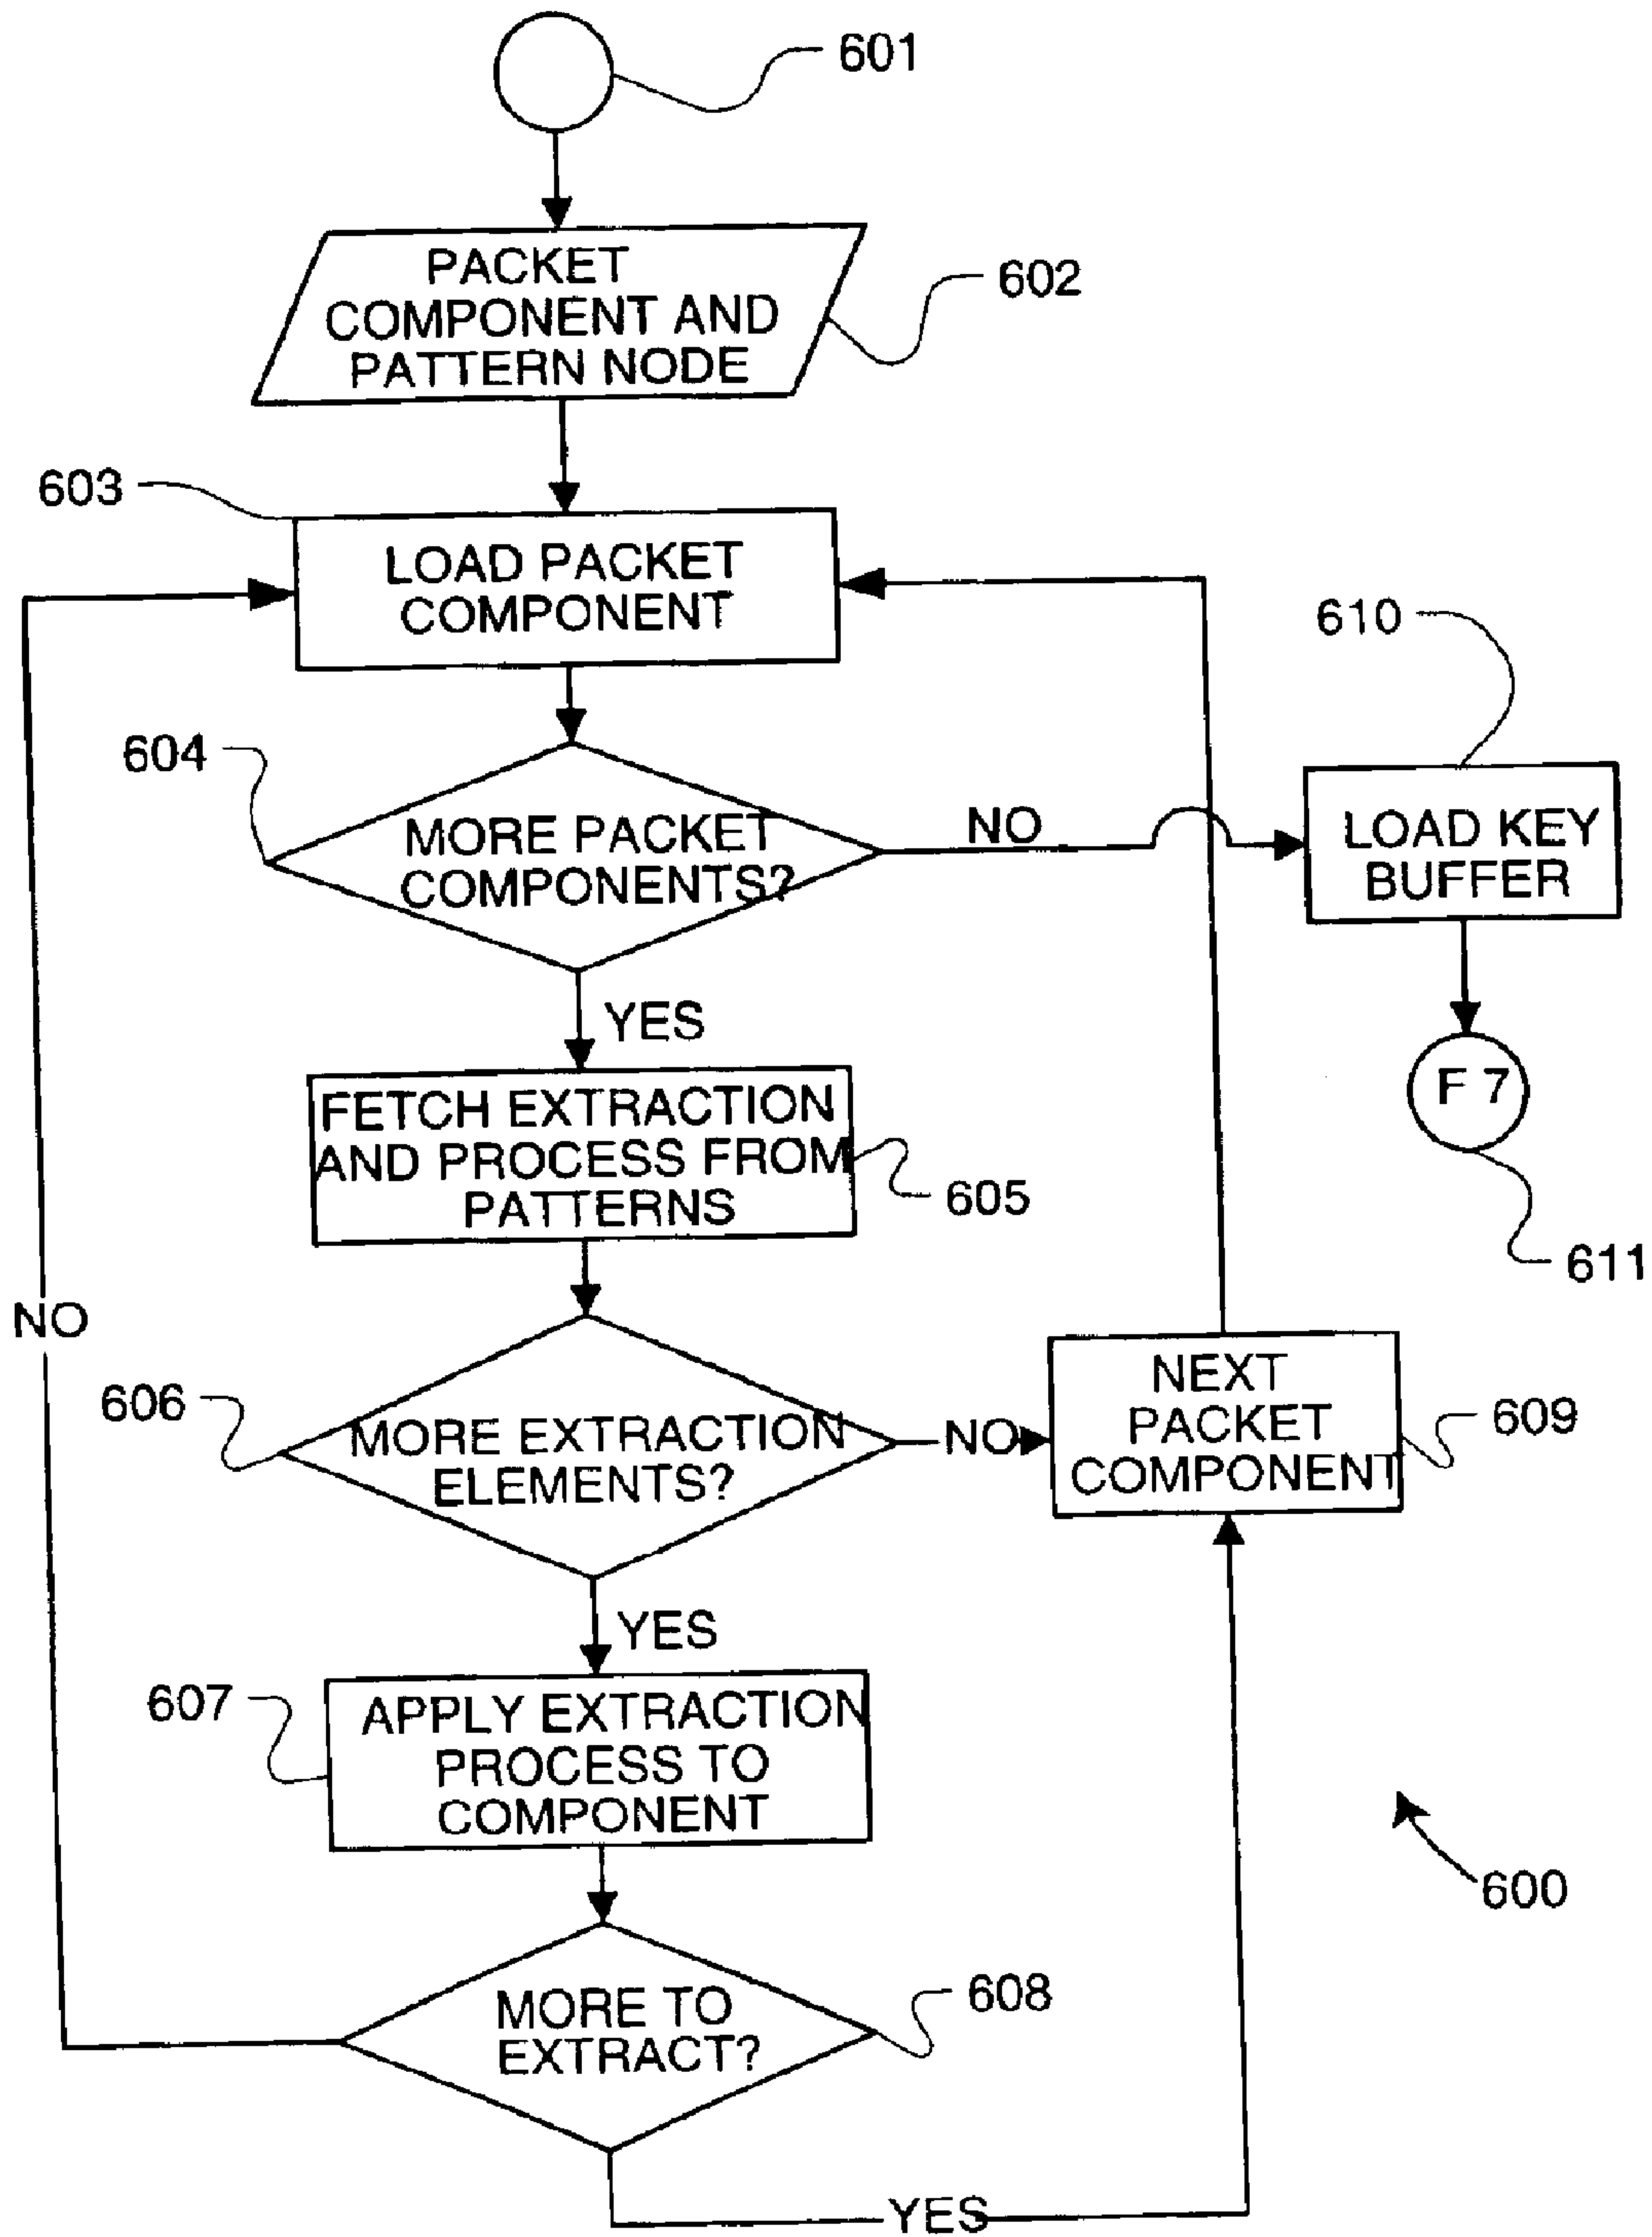 601
PACKET
COMPONENT AND
PATTERN NODE
602
603
LOAD PACKET
COMPONENT
610
604
MORE PACKET
COMPONENTS?
NO
LOAD KEY
BUFFER
YES
F 7
FETCH EXTRACTION
AND PROCESS FROM
PATTERNS
605
611
NO
606
MORE EXTRACTION
ELEMENTS?
NO
NEXT
PACKET
COMPONENT
609
YES
607
APPLY EXTRACTION
PROCESS TO
COMPONENT
600
MORE TO
EXTRACT?
608
YES